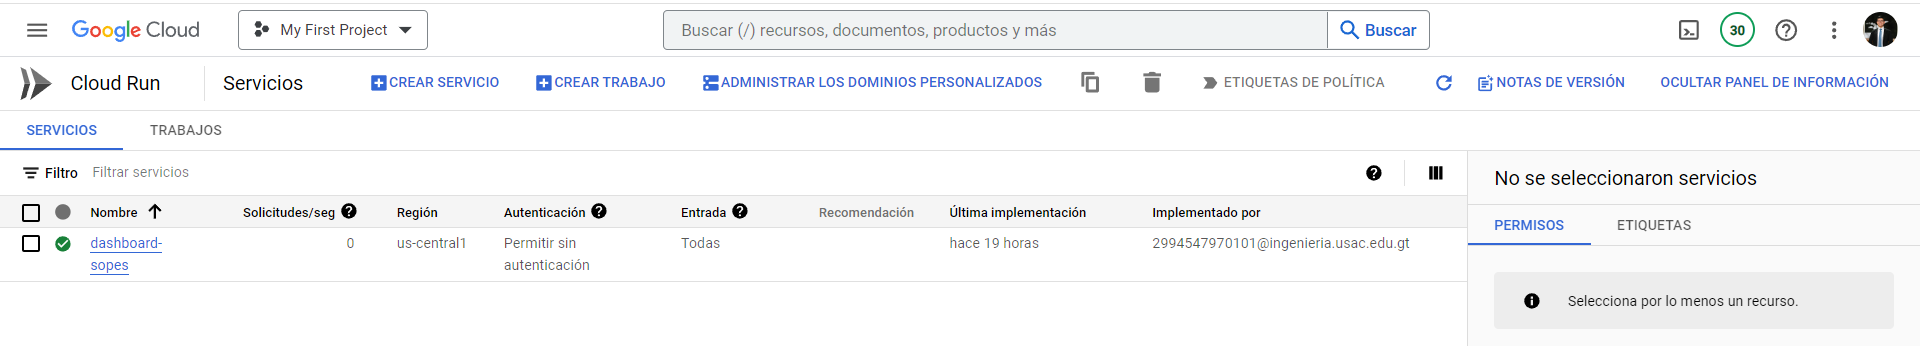 Google Cloud
My First Project
Buscar (/) recursos, documentos, productos y más
Buscar
30
Cloud Run
Servicios
CREAR SERVICIO
CREAR TRABAJO
ADMINISTRAR LOS DOMINIOS PERSONALIZADOS
ETIQUETAS DE POLÍTICA
NOTAS DE VERSIÓN
OCULTAR PANEL DE INFORMACIÓN
SERVICIOS
TRABAJOS
Filtro
Filtrar servicios
Nombre
Solicitudes/seg
Región
Autenticación
Entrada
Recomendación
Última implementación
Implementado por
dashboard-
sopes
0
us-central1
Permitir sin
autenticación
Todas
hace 19 horas
2994547970101@ingenieria.usac.edu.gt
No se seleccionaron servicios
PERMISOS
ETIQUETAS
Selecciona por lo menos un recurso.